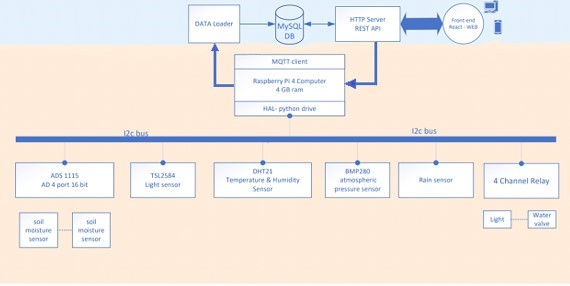 DATA Loader
MySQL
DB
HTTP Server
REST API
Front end
React - WEB
MQTT client
Raspberry Pi 4 Computer
4 GB ram
HAL- python drive
I2c bus
I2c bus
ADS 1115
AD 4 port 16 bit
TSL2584
Light sensor
DHT21
Temperature & Humidity
Sensor
BMP280
atmospheric
pressure sensor
Rain sensor
4 Channel Relay
soil
moisture
sensor
soil
moisture
sensor
Light
Water
valve